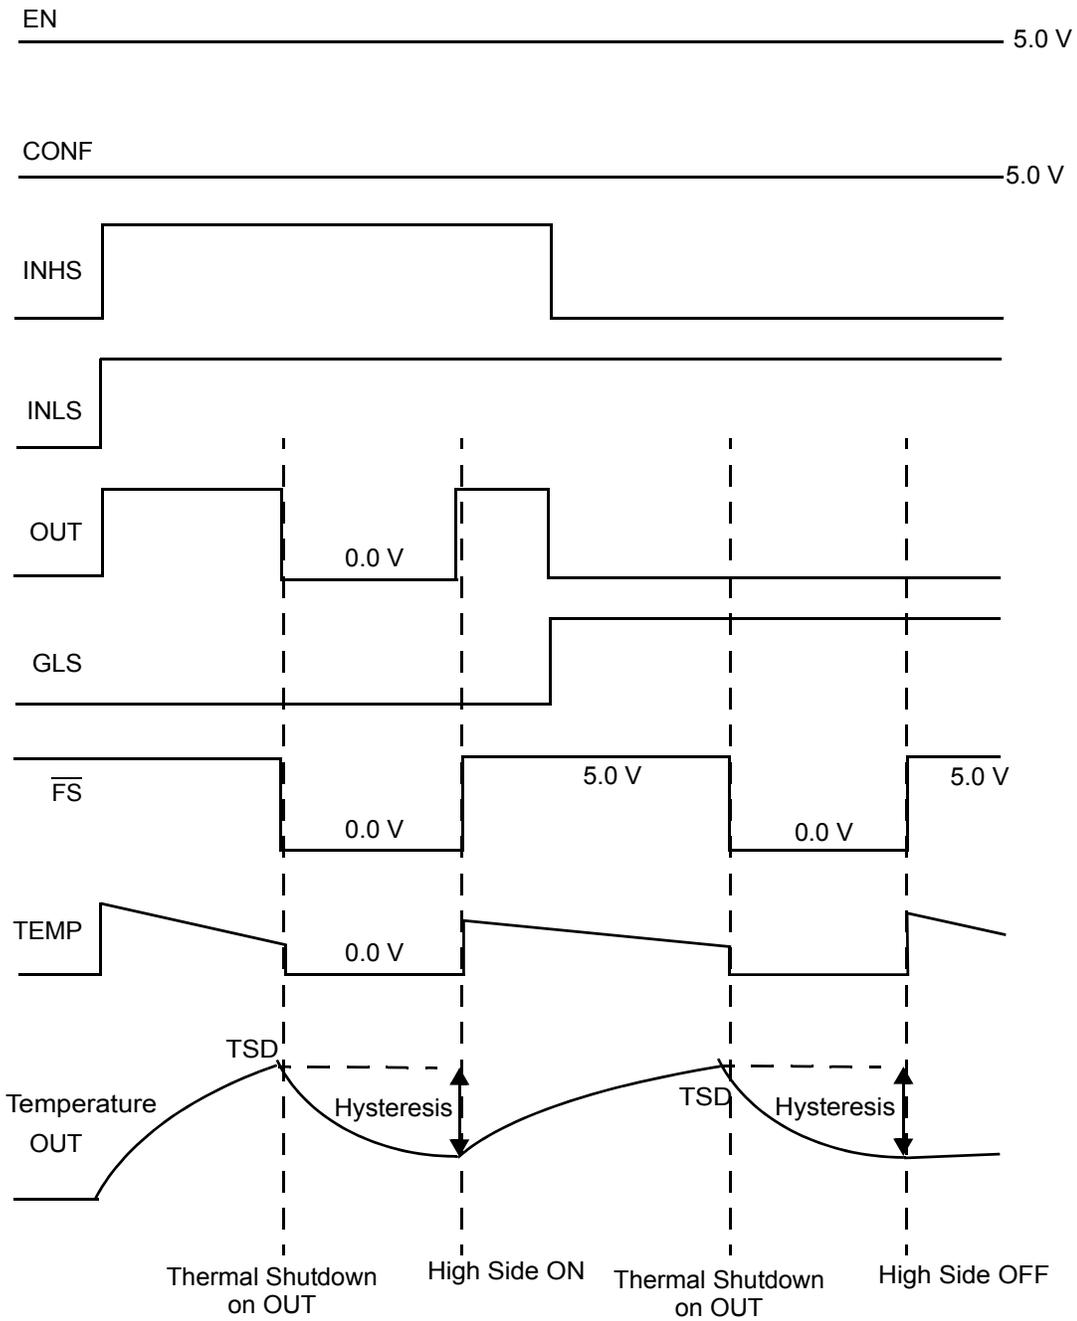 EN
5.0 V
CONF
5.0 V
INHS
INLS
OUT
0.0 V
GLS
FS
5.0 V
5.0 V
0.0 V
0.0 V
TEMP
0.0 V
TSD
Temperature
OUT
Hysteresis
TSD
Hysteresis
Thermal Shutdown
on OUT
High Side ON
Thermal Shutdown
on OUT
High Side OFF